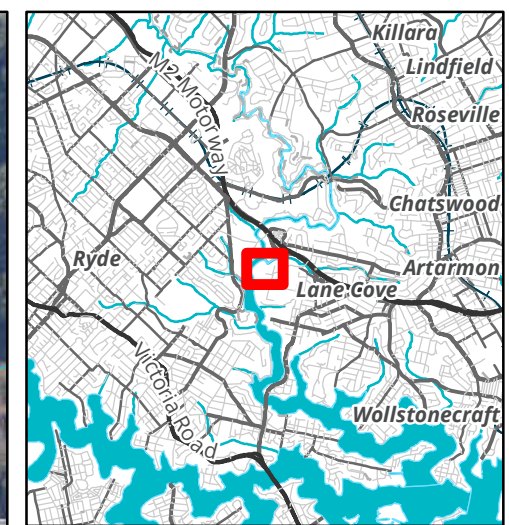 Killara
M2 Motorway
Lindfield
Roseville
Chatswood
Ryde
Artarmon
Lane Cove
Victoria Road
Wollstonecraft